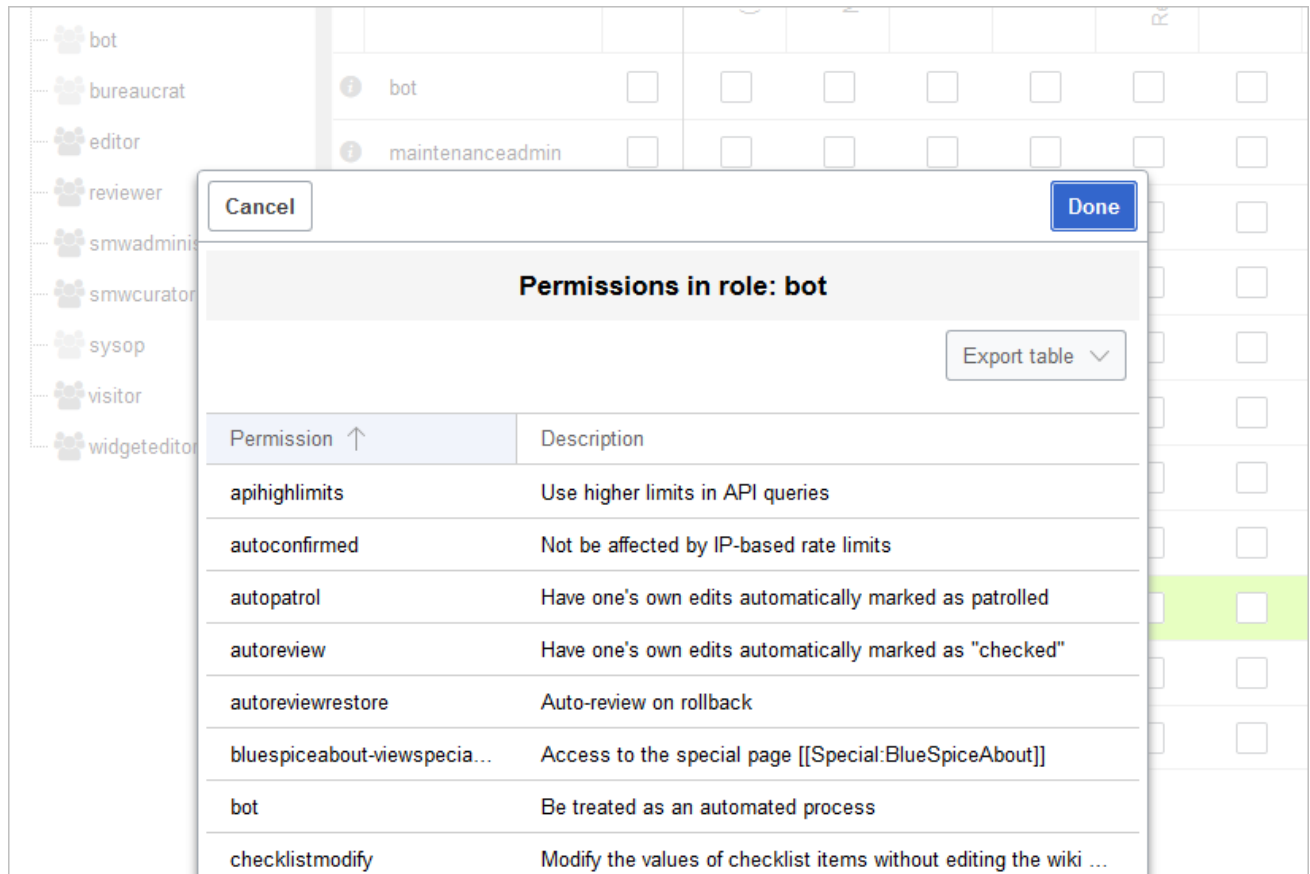 bot
bureaucrat
editor
reviewer
smwadminis
smwcurator
sysop
visitor
widgeteditor
bot
maintenanceadmin
Cancel
Done
Permissions in role: bot
Export table
Permission
Description
apihighlimits Use higher limits in API queries
autoconfirmed Not be affected by IP-based rate limits
autopatrol Have one's own edits automatically marked as patrolled
autoreview Have one's own edits automatically marked as "checked"
autoreviewrestore Auto-review on rollback
bluespiceabout-viewspecia... Access to the special page [[Special:BlueSpiceAbout]]
bot Be treated as an automated process
checklistmodify Modify the values of checklist items without editing the wiki ...